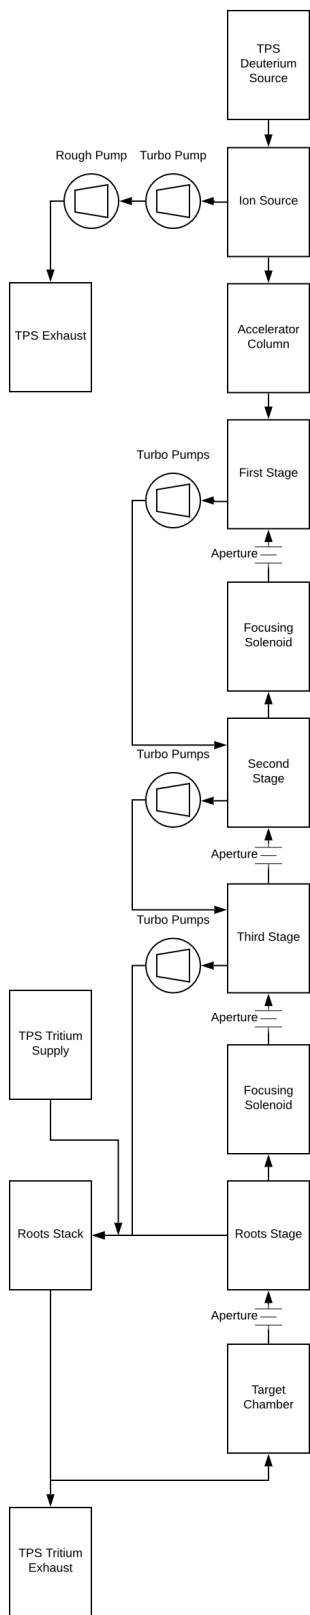 TPS
Deuterium
Source
Rough Pump
Turbo Pump
Ion Source
TPS Exhaust
Accelerator
Column
Turbo Pumps
First Stage
Aperture
Focusing
Solenoid
Turbo Pumps
Second
Stage
Aperture
Turbo Pumps
Third Stage
TPS Tritium
Supply
Aperture
Focusing
Solenoid
Roots Stack
Roots Stage
Aperture
Target
Chamber
TPS Tritium
Exhaust